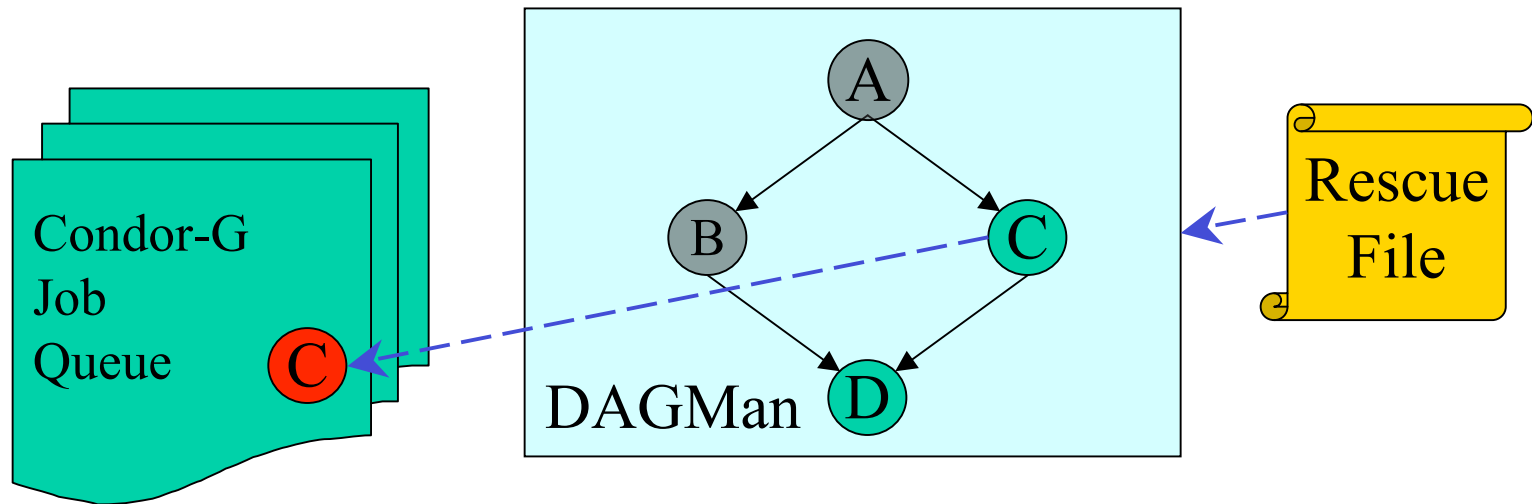 Condor-G
Job
Queue
C
A
B
C
D
DAGMan
Rescue
File